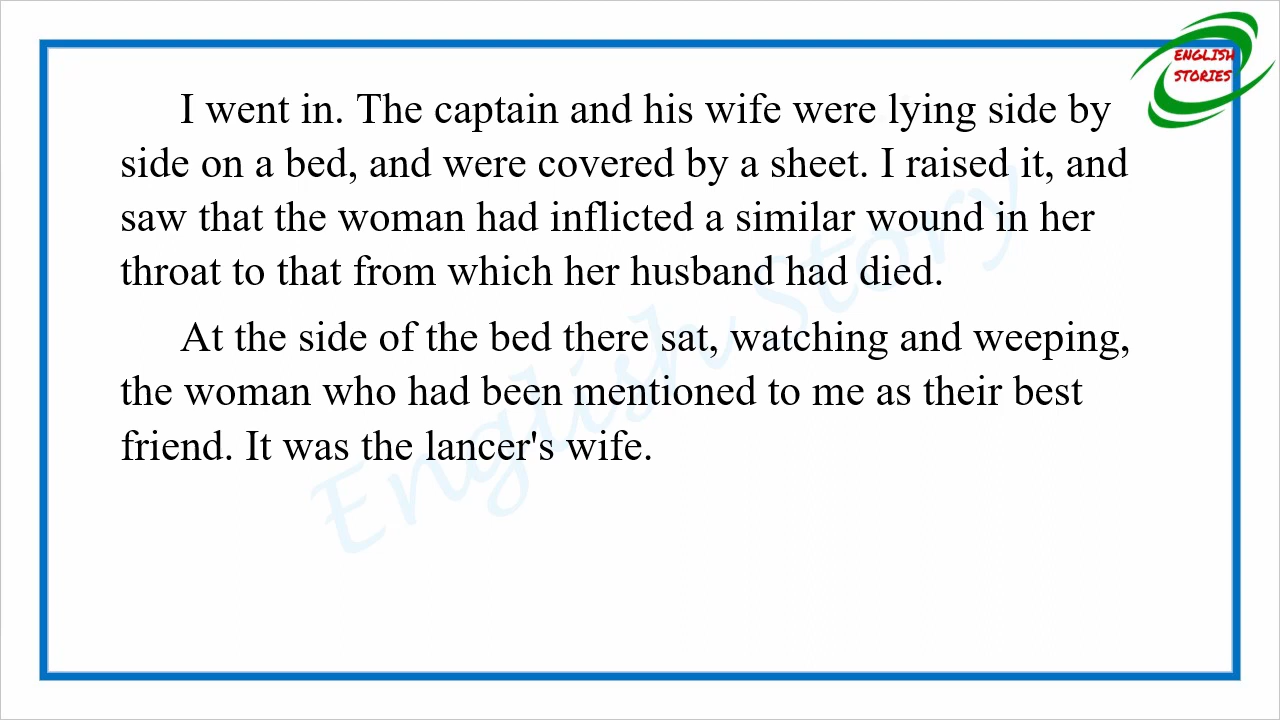 ENGLISH
STORIES
I went in. The captain and his wife were lying side by
side on a bed, and were covered by a sheet. I raised it, and
saw that the woman had inflicted a similar wound in her
throat to that from which her husband had died.
At the side of the bed there sat, watching and weeping,
the woman who had been mentioned to me as their best
friend. It was the lancer's wife.
English Story